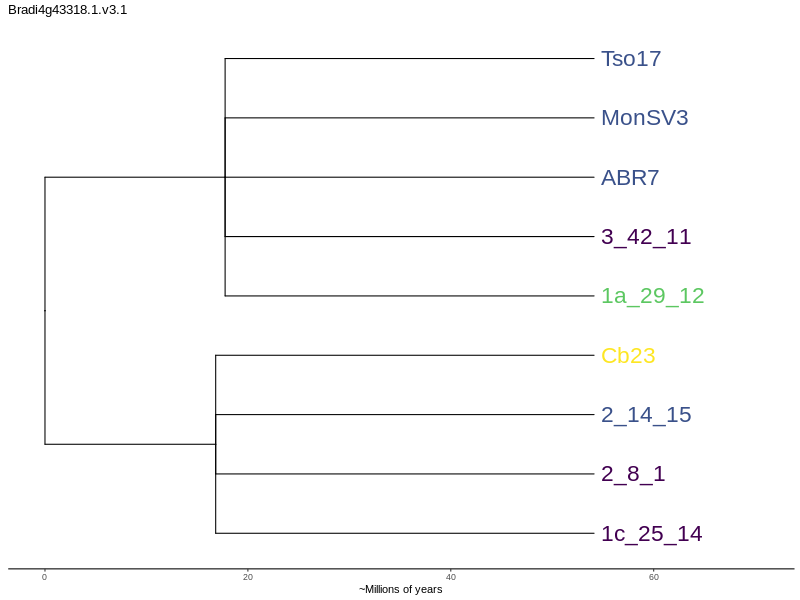 Bradi4g43318.1.v3.1
Tso17
MonSV3
ABR7
3_42_11
1a_29_12
Cb23
2_14_15
2_8_1
1c_25_14
0 20 40 60
~Millions of years